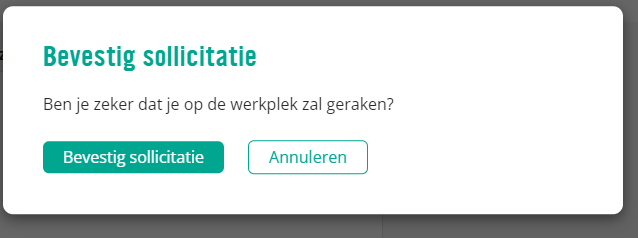 Bevestig sollicitatie
Ben je zeker dat je op de werkplek zal geraken?
Bevestig sollicitatie
Annuleren